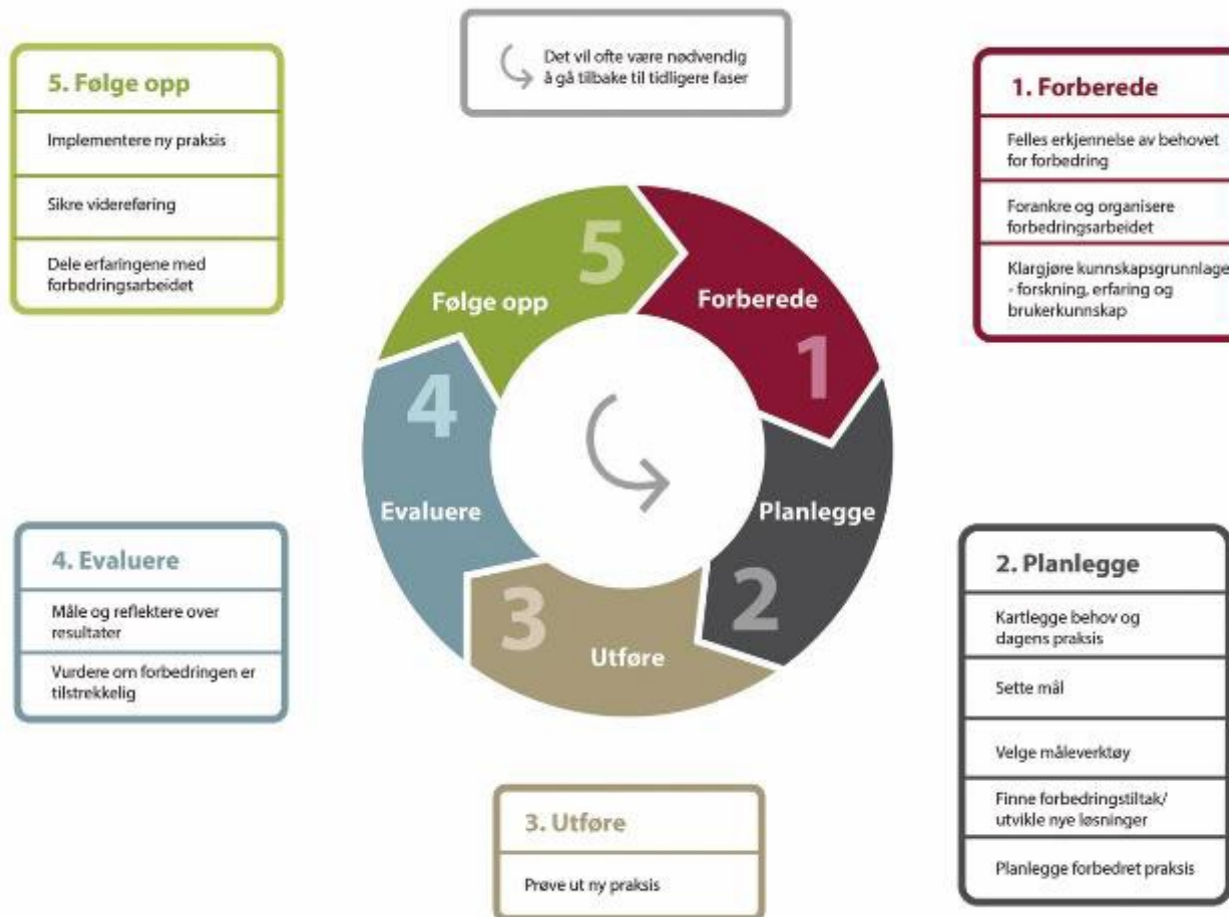 Det vil ofte være nødvendig
å gå tilbake til tidligere faser
5. Følge opp
Implementere ny praksis
Sikre videreføring
Dele erfaringene med
forbedringsarbeidet
1. Forberede
Felles erkjennelse av behovet
for forbedring
Forankre og organisere
forbedringsarbeidet
Klargjøre kunnskapsgrunnlage
- forskning, erfaring og
brukerkunnskap
5
Følge opp
Forberede
1
4
Evaluere
Planlegge
2
3
Utføre
4. Evaluere
Måle og reflektere over
resultater
Vurdere om forbedringen er
tilstrekkelig
2. Planlegge
Kartlegge behov og
dagens praksis
Sette mål
Velge måleverktøy
Finne forbedringstiltak/
utvikle nye løsninger
Planlegge forbedret praksis
3. Utføre
Prøve ut ny praksis